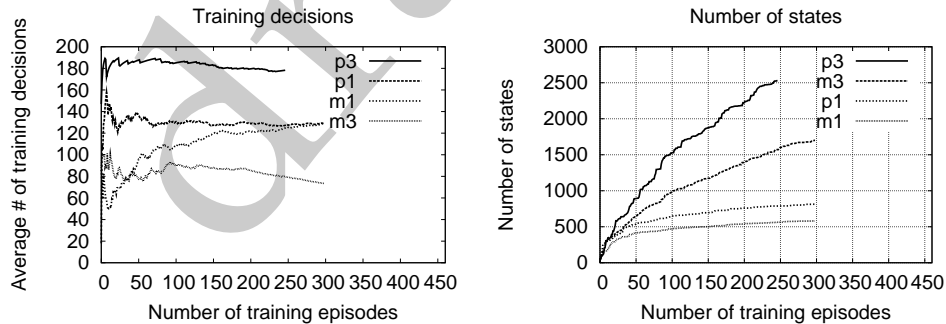 Training decisions
Average # of training decisions
200
180
160
140
120
100
80
60
40
20
0
p3
p1
m1
m3
0 50 100 150 200 250 300 350 400 450
Number of training episodes
Number of states
Number of states
3000
2500
2000
1500
1000
500
0
p3
m3
p1
m1
0 50 100 150 200 250 300 350 400 450
Number of training episodes